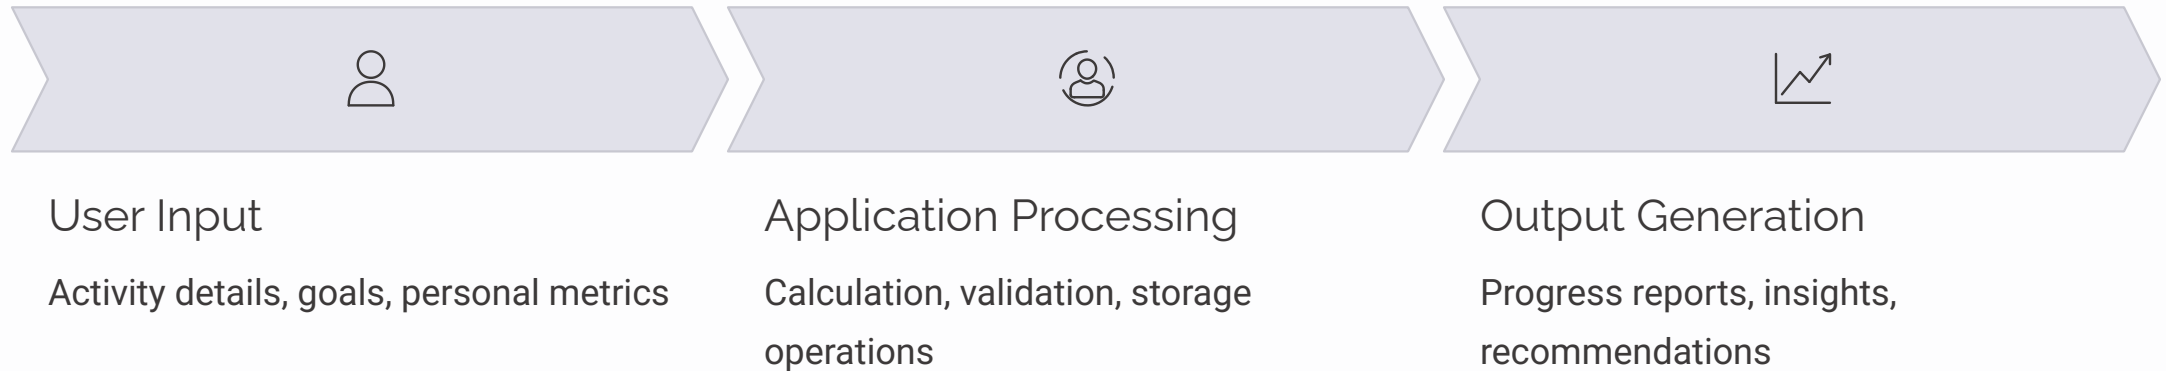 User Input
Activity details, goals, personal metrics
Application Processing
Calculation, validation, storage
operations
Output Generation
Progress reports, insights,
recommendations